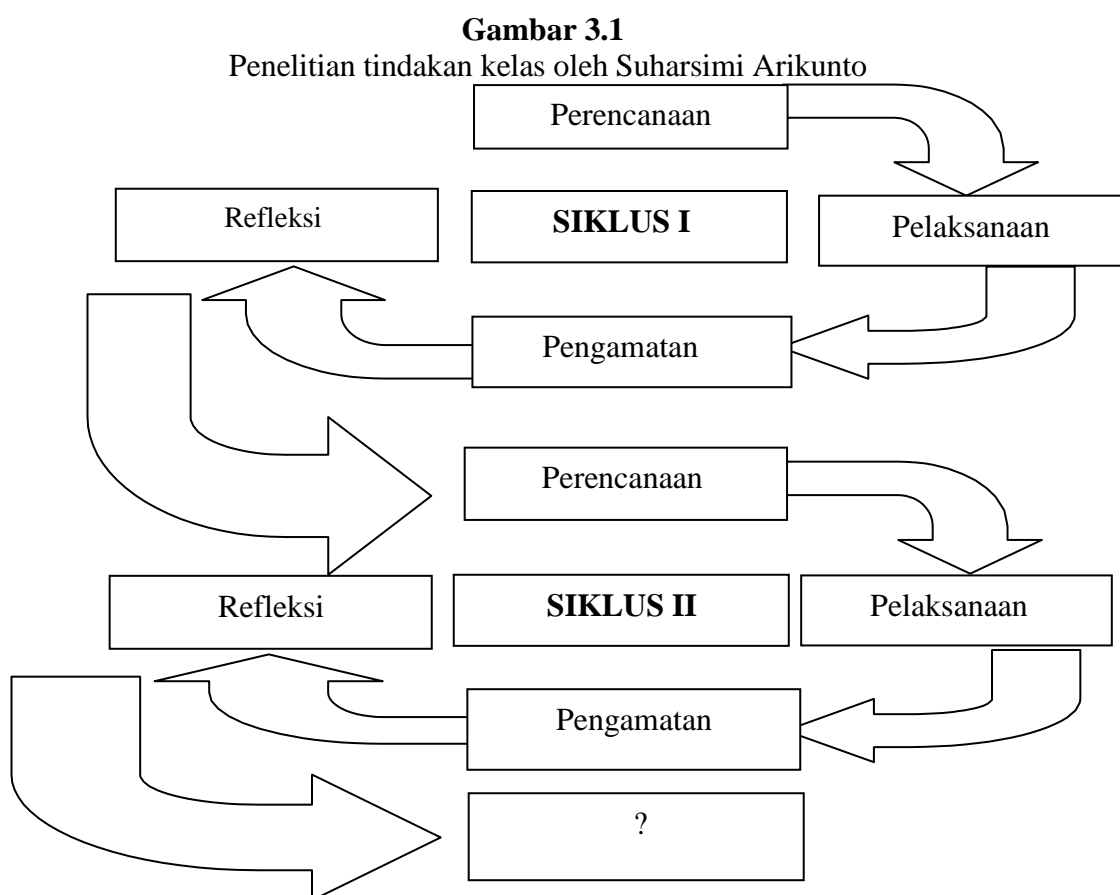 Gambar 3.1
Penelitian tindakan kelas oleh Suharsimi Arikunto
Perencanaan
Refleksi
SIKLUS I
Pelaksanaan
Pengamatan
Perencanaan
Refleksi
SIKLUS II
Pelaksanaan
Pengamatan
?